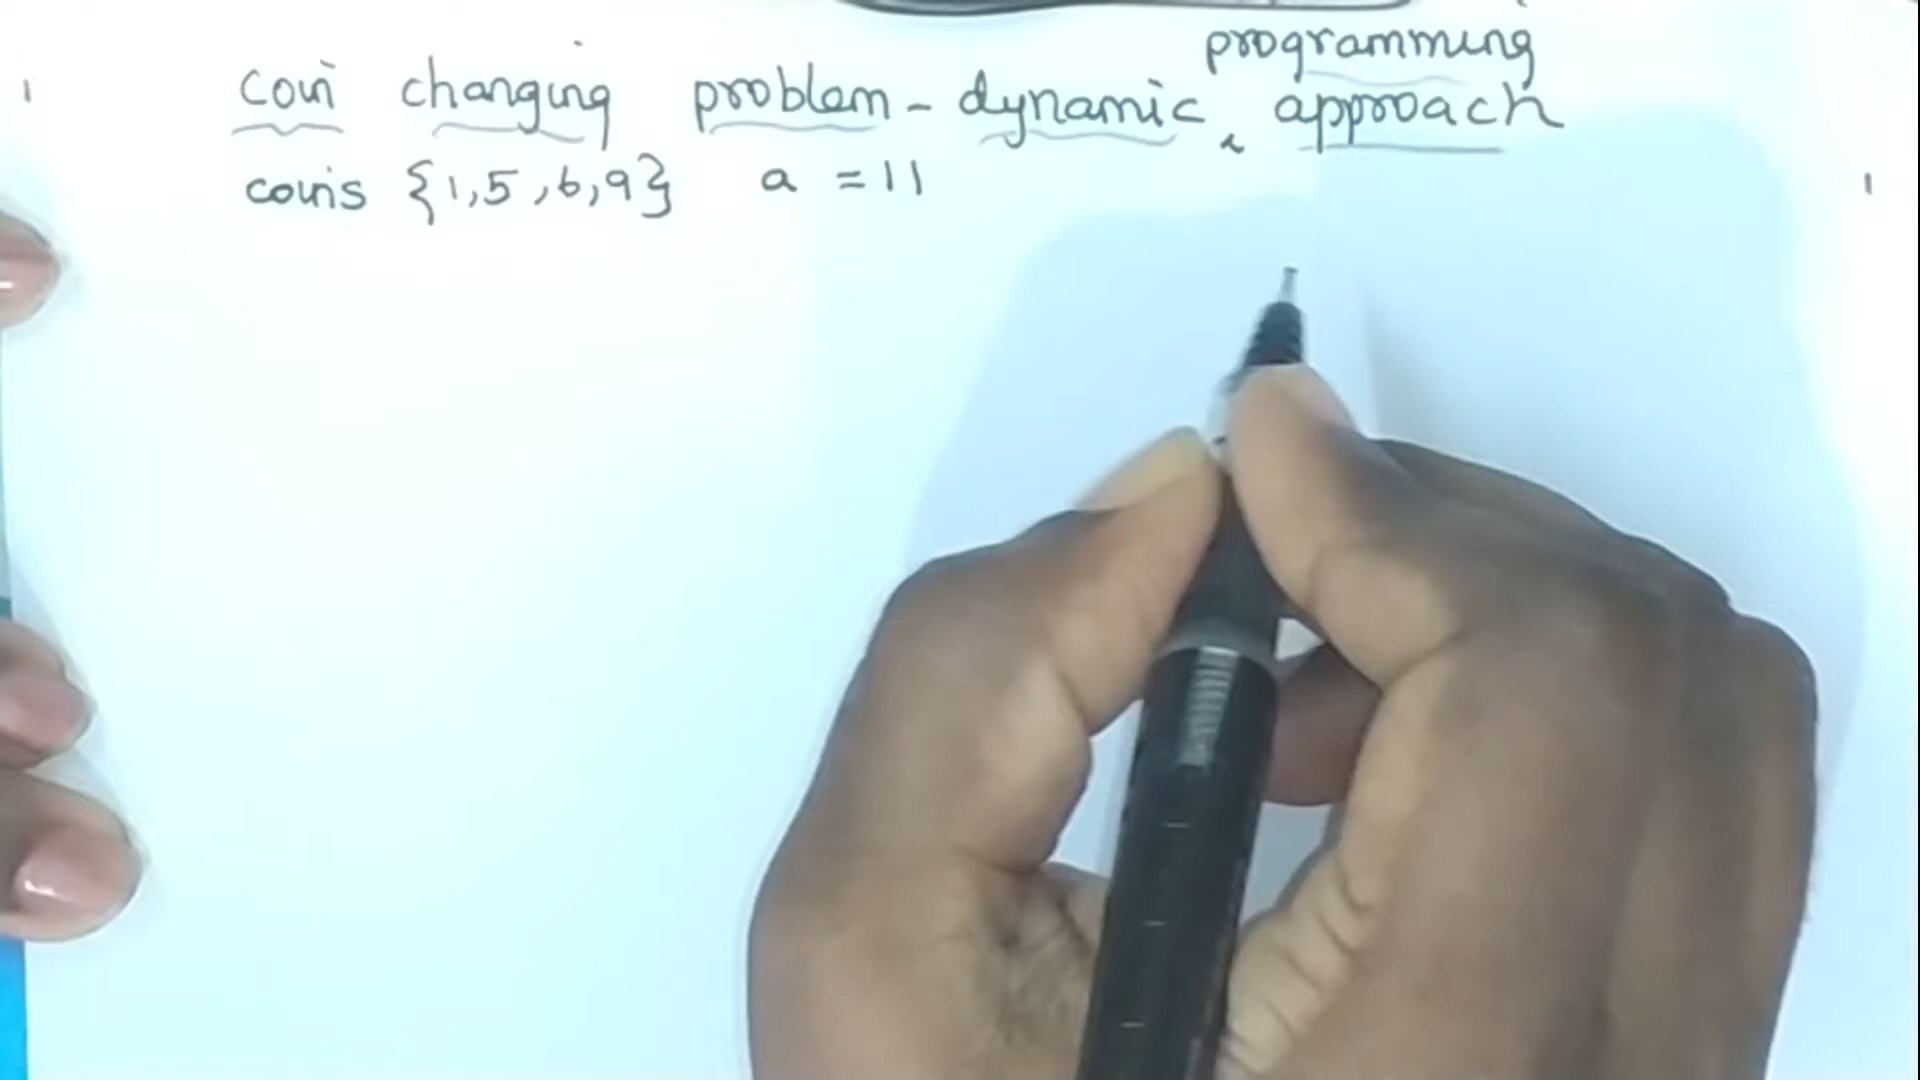 coin changing problem - dynamic programming approach
coins {1,5,6,9} a = 11